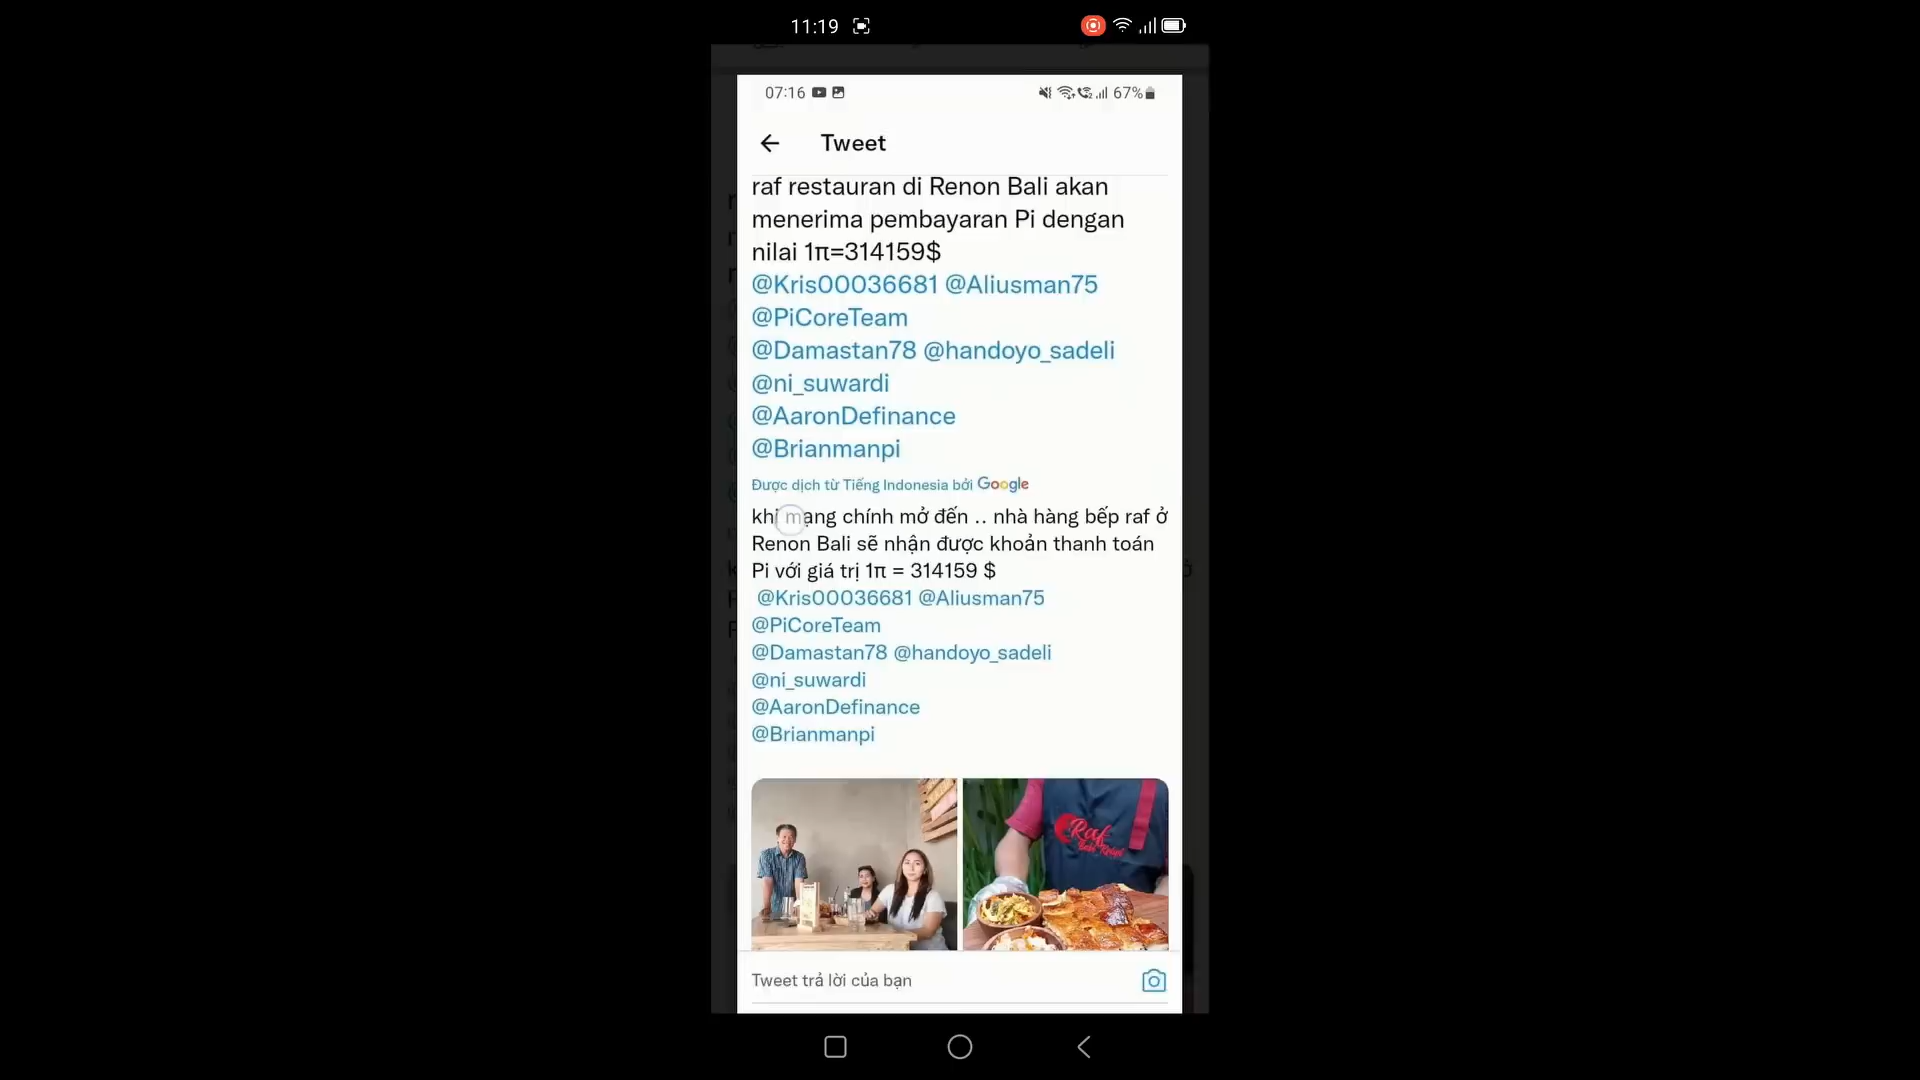 11:19
07:16
67%
Tweet
raf restauran di Renon Bali akan
menerima pembayaran Pi dengan
nilai 1π=314159$
@Kris00036681 @Aliusman75
@PiCoreTeam
@Damastan78 @handoyo_sadeli
@ni_suwardi
@AaronDefinance
@Brianmanpi
Được dịch từ Tiếng Indonesia bởi Google
khi mạng chính mở đến .. nhà hàng bếp raf ở
Renon Bali sẽ nhận được khoản thanh toán
Pi với giá trị 1π = 314159 $
@Kris00036681 @Aliusman75
@PiCoreTeam
@Damastan78 @handoyo_sadeli
@ni_suwardi
@AaronDefinance
@Brianmanpi
Raf
Tweet trả lời của bạn